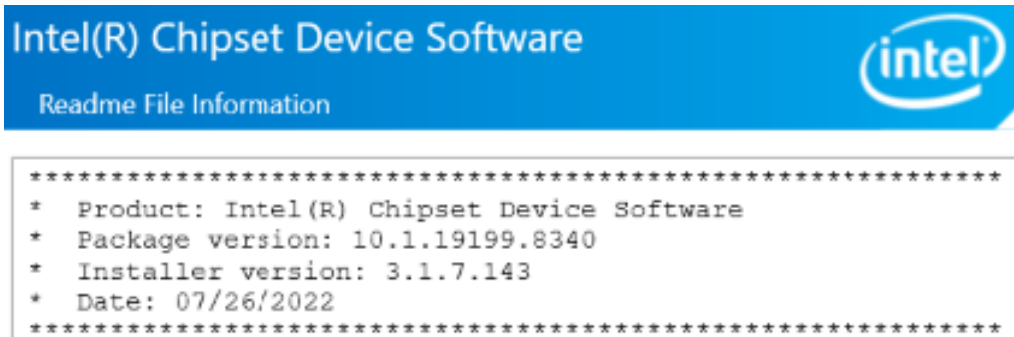 Intel(R) Chipset Device Software
intel
Readme File Information
************************************************************
* Product: Intel(R) Chipset Device Software
* Package version: 10.1.19199.8340
* Installer version: 3.1.7.143
* Date: 07/26/2022
************************************************************